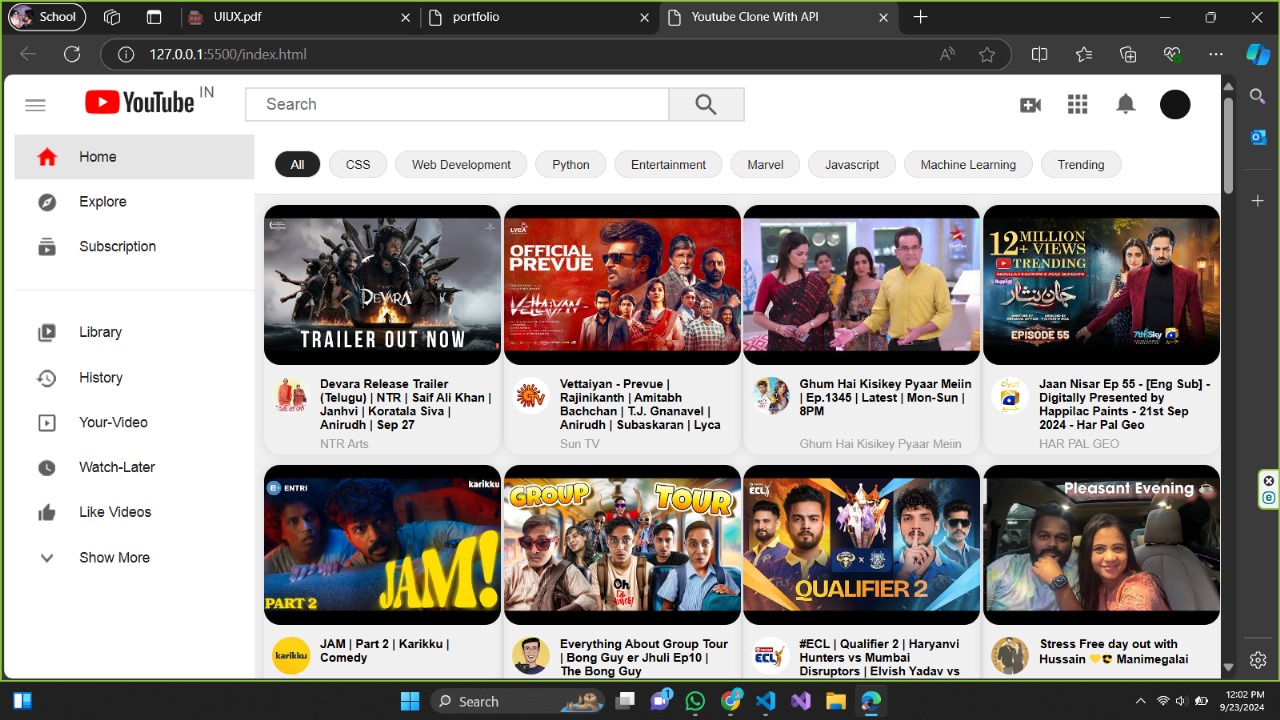 School
UIUX.pdf
portfolio
Youtube Clone With API
127.0.0.1:5500/index.html
YouTube IN
Search
Home
Explore
Subscription
Library
History
Your-Video
Watch-Later
Like Videos
Show More
All
CSS
Web Development
Python
Entertainment
Marvel
Javascript
Machine Learning
Trending
DEVARA
TRAILER OUT NOW
Devara Release Trailer
(Telugu) | NTR | Saif Ali Khan |
Janhvi | Koratala Siva |
Anirudh | Sep 27
NTR Arts
LYCA
OFFICIAL
PREVUE
VETTAIYAN
Vettaiyan - Prevue |
Rajinikanth | Amitabh
Bachchan | T.J. Gnanavel |
Anirudh | Subaskaran | Lyca
Sun TV
Ghum Hai Kisikey Pyaar Meiin
| Ep.1345 | Latest | Mon-Sun |
8PM
Ghum Hai Kisikey Pyaar Meiin
12 MILLION
+ VIEWS
TRENDING
جان نثار
7th Sky
EPISODE 55
Jaan Nisar Ep 55 - [Eng Sub] -
Digitally Presented by
Happilac Paints - 21st Sep
2024 - Har Pal Geo
HAR PAL GEO
ENTRI
karikku
JAM!
PART 2
karikku
JAM | Part 2 | Karikku |
Comedy
GROUP TOUR
Everything About Group Tour
| Bong Guy er Jhuli Ep10 |
The Bong Guy
ECL
QUALIFIER 2
ECL
#ECL | Qualifier 2 | Haryanvi
Hunters vs Mumbai
Disruptors | Elvish Yadav vs
Pleasant Evening
Stress Free day out with
Hussain 💛😎 Manimegalai
Search
1
12:02 PM
9/23/2024